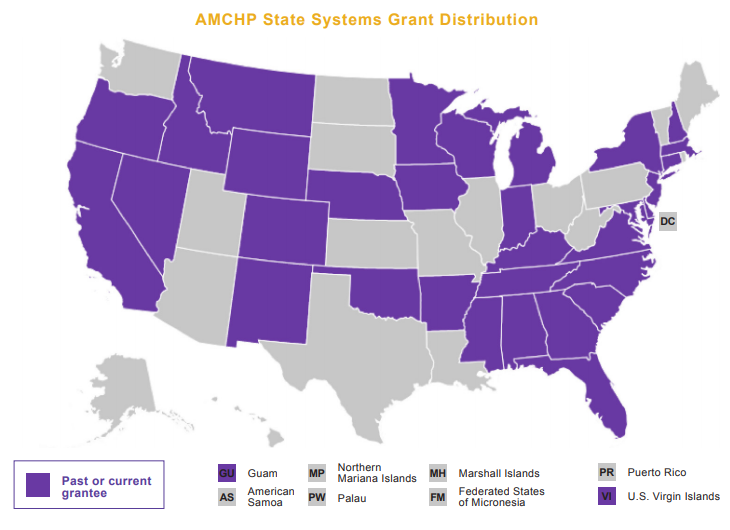 AMCHP State Systems Grant Distribution
DC
Past or current
grantee
GU Guam
AS American
Samoa
MP Northern
Mariana Islands
PW Palau
MH Marshall Islands
FM Federated States
of Micronesia
PR Puerto Rico
VI U.S. Virgin Islands